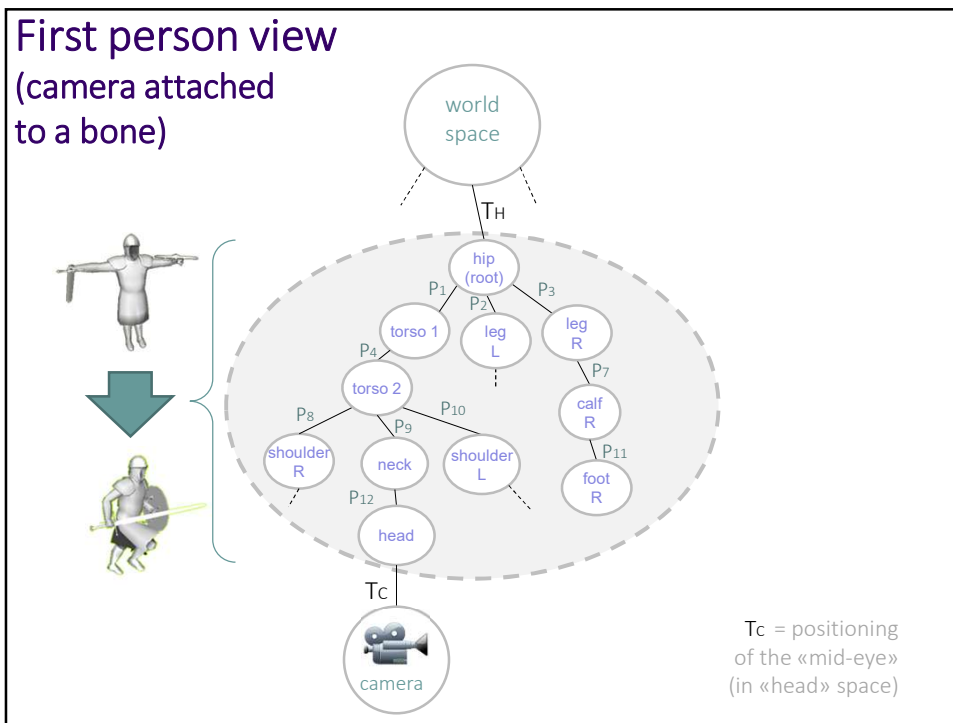 First person view
(camera attached
to a bone)
world
space
TH
hip
(root)
P1
P2
P3
torso 1
leg
L
leg
R
P4
P7
torso 2
calf
R
P8
P9
P10
P11
shoulder
R
neck
shoulder
L
foot
R
P12
head
Tc
camera
Tc = positioning
of the «mid-eye»
(in «head» space)